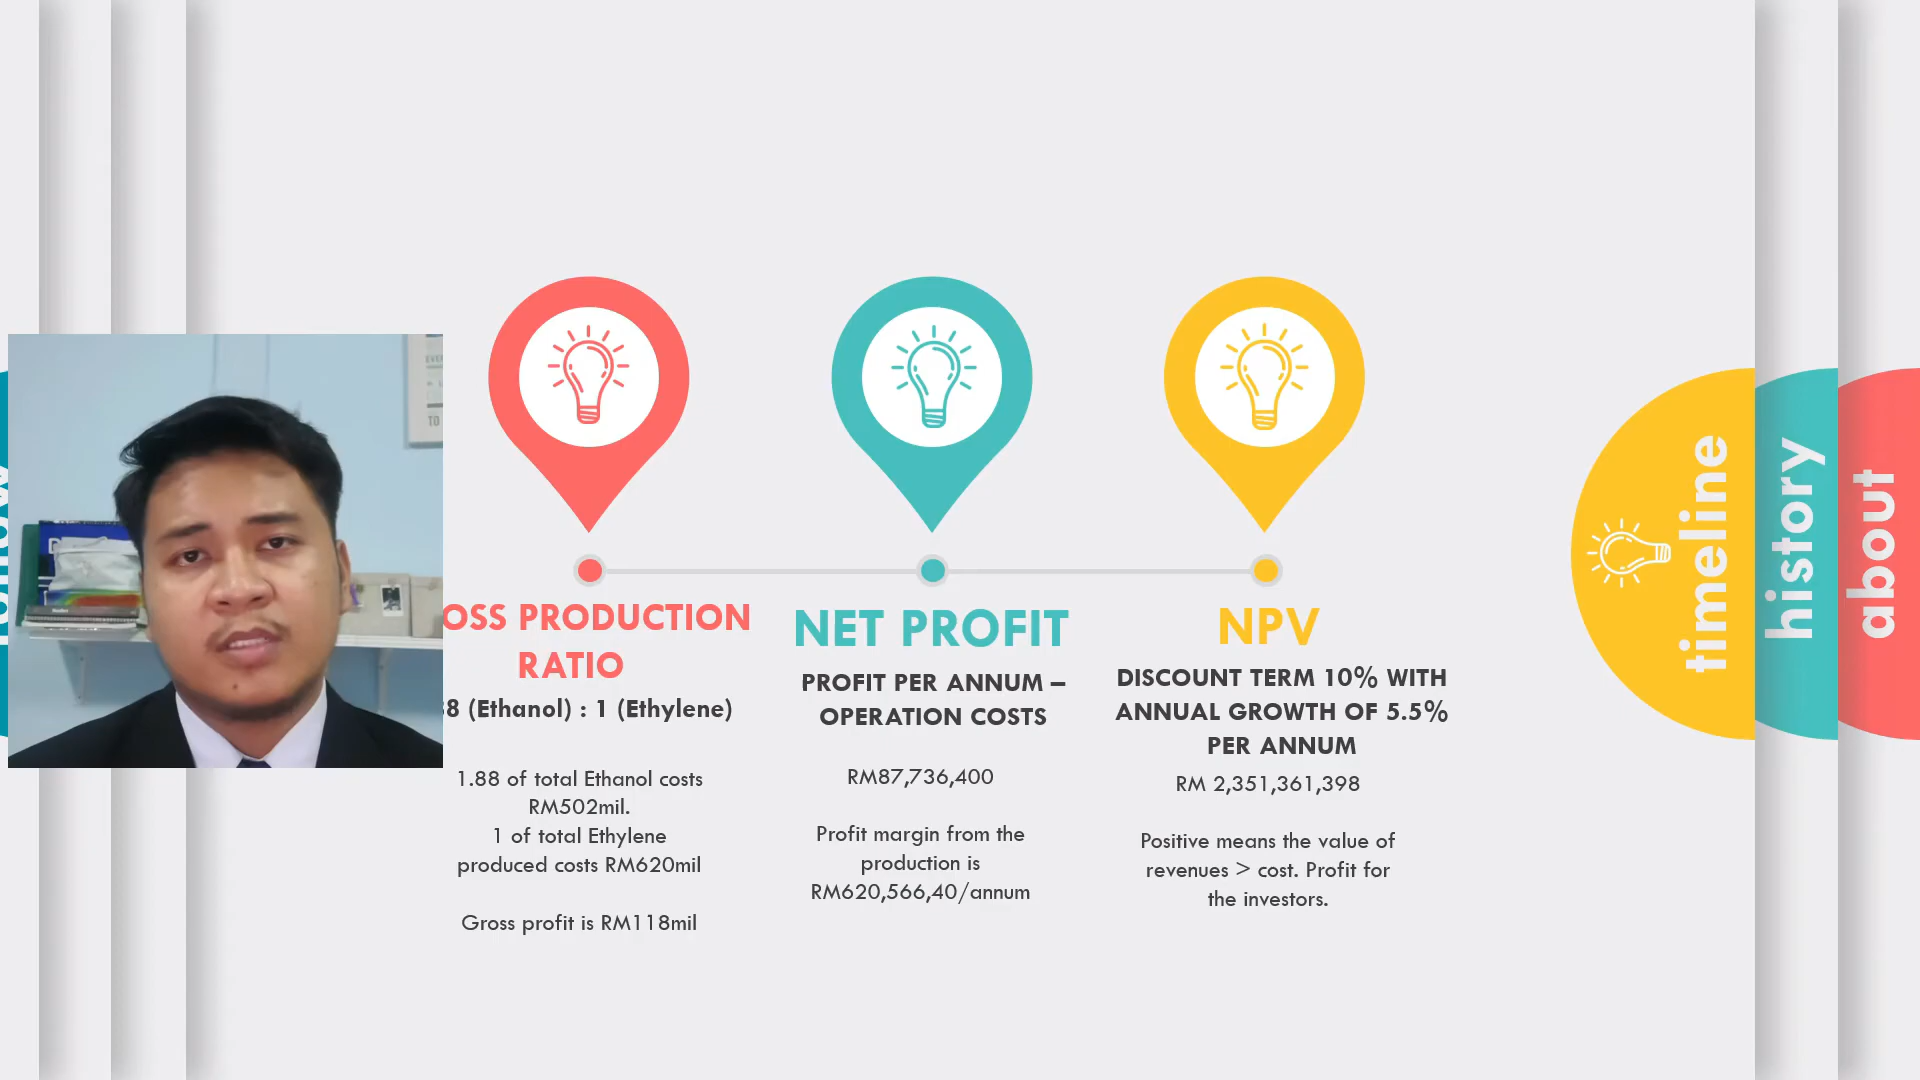 OSS PRODUCTION
RATIO
88 (Ethanol) : 1 (Ethylene)
1.88 of total Ethanol costs
RM502mil.
1 of total Ethylene
produced costs RM620mil
Gross profit is RM118mil
NET PROFIT
PROFIT PER ANNUM –
OPERATION COSTS
RM87,736,400
Profit margin from the
production is
RM620,566,40/annum
NPV
DISCOUNT TERM 10% WITH
ANNUAL GROWTH OF 5.5%
PER ANNUM
RM 2,351,361,398
Positive means the value of
revenues > cost. Profit for
the investors.
timeline
history
about
TO